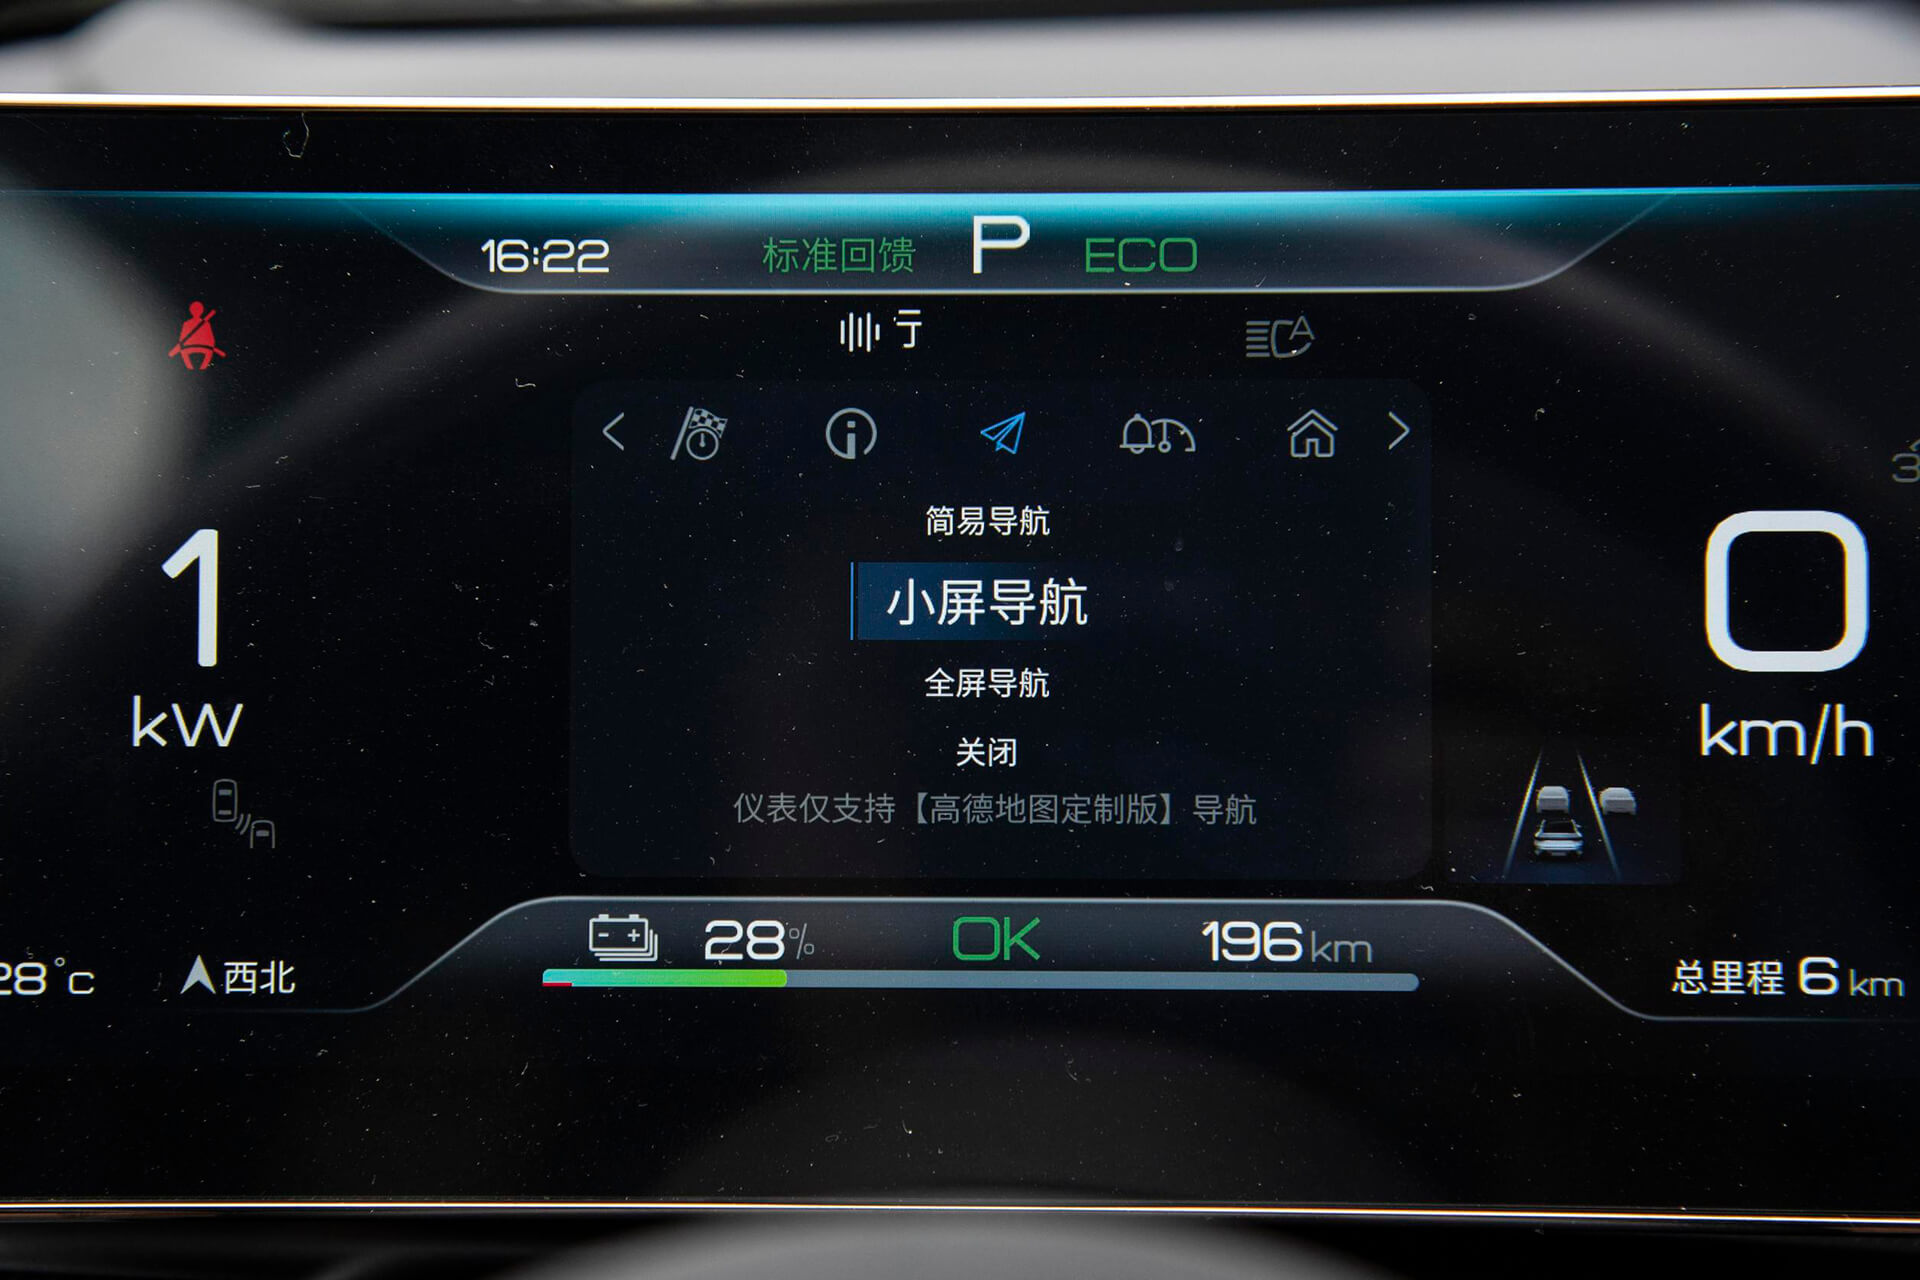 16:22 标准回馈 P ECO
简易导航
小屏导航
全屏导航
关闭
仪表仅支持【高德地图定制版】导航
1
kW
0
km/h
28% OK 196 km
28°C 西北
总里程 6 km